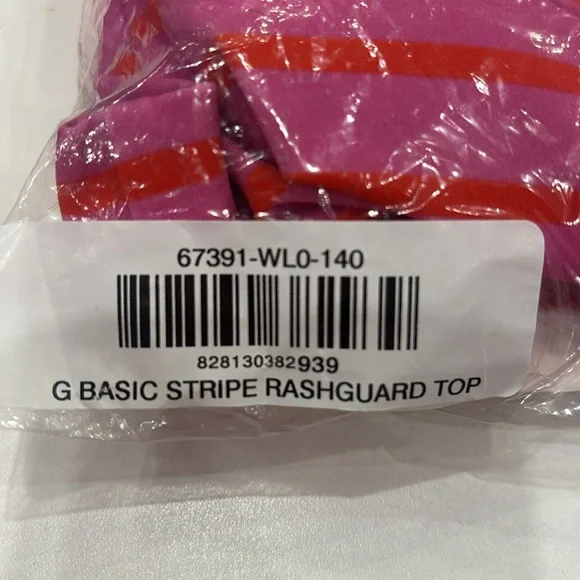 67391-WL0-140
828130382939
G BASIC STRIPE RASHGUARD TOP